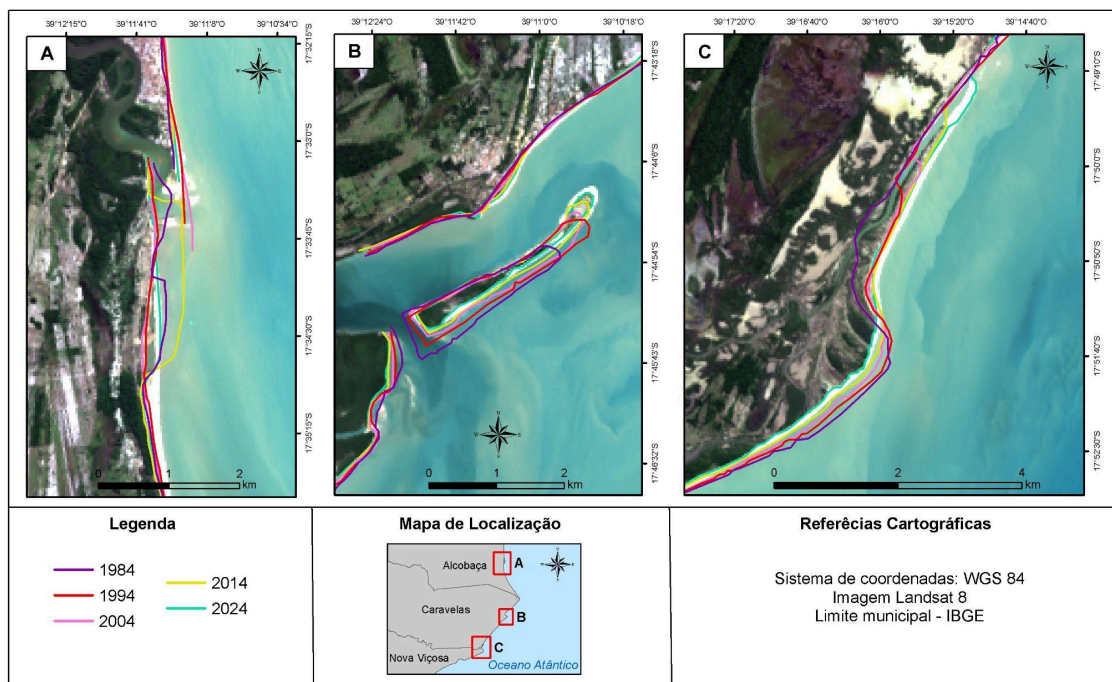 39°12'15"O 39°11'41"O 39°11'8"O 39°10'34"O
A
17°32'15"S
17°33'0"S
17°33'45"S
17°34'30"S
17°35'15"S
0 1 2
km
39°12'24"O 39°11'42"O 39°11'0"O 39°10'18"O
B
17°43'18"S
17°44'6"S
17°44'54"S
17°45'43"S
17°46'32"S
0 1 2
km
39°17'20"O 39°16'40"O 39°16'0"O 39°15'20"O 39°14'40"O
C
17°49'10"S
17°50'0"S
17°50'50"S
17°51'40"S
17°52'30"S
0 2 4
km
Legenda
1984
1994
2004
2014
2024
Mapa de Localização
Alcobaça
A
Caravelas
B
C
Nova Viçosa
Oceano Atântico
Referêcias Cartográficas
Sistema de coordenadas: WGS 84
Imagem Landsat 8
Limite municipal - IBGE